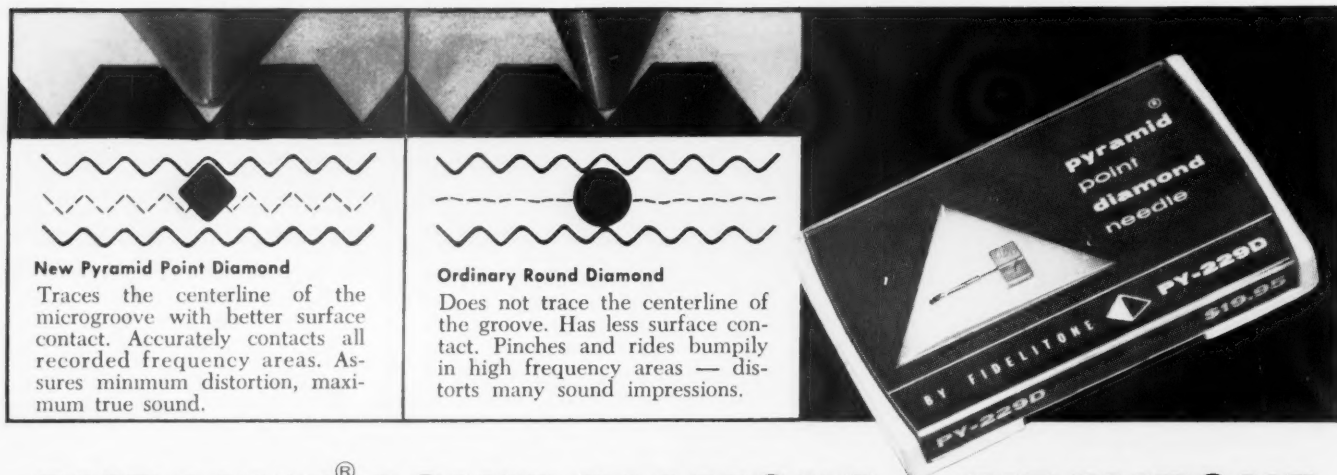 New Pyramid Point Diamond
Traces the centerline of the
microgroove with better surface
contact. Accurately contacts all
recorded frequency areas. As-
sures minimum distortion, maxi-
mum true sound.
Ordinary Round Diamond
Does not trace the centerline of
the groove. Has less surface con-
tact. Pinches and rides bumpily
in high frequency areas — dis-
torts many sound impressions.
pyramid®
point
diamond
needle
BY FIDELITONE PY-229D
PY-229D $19.95
®